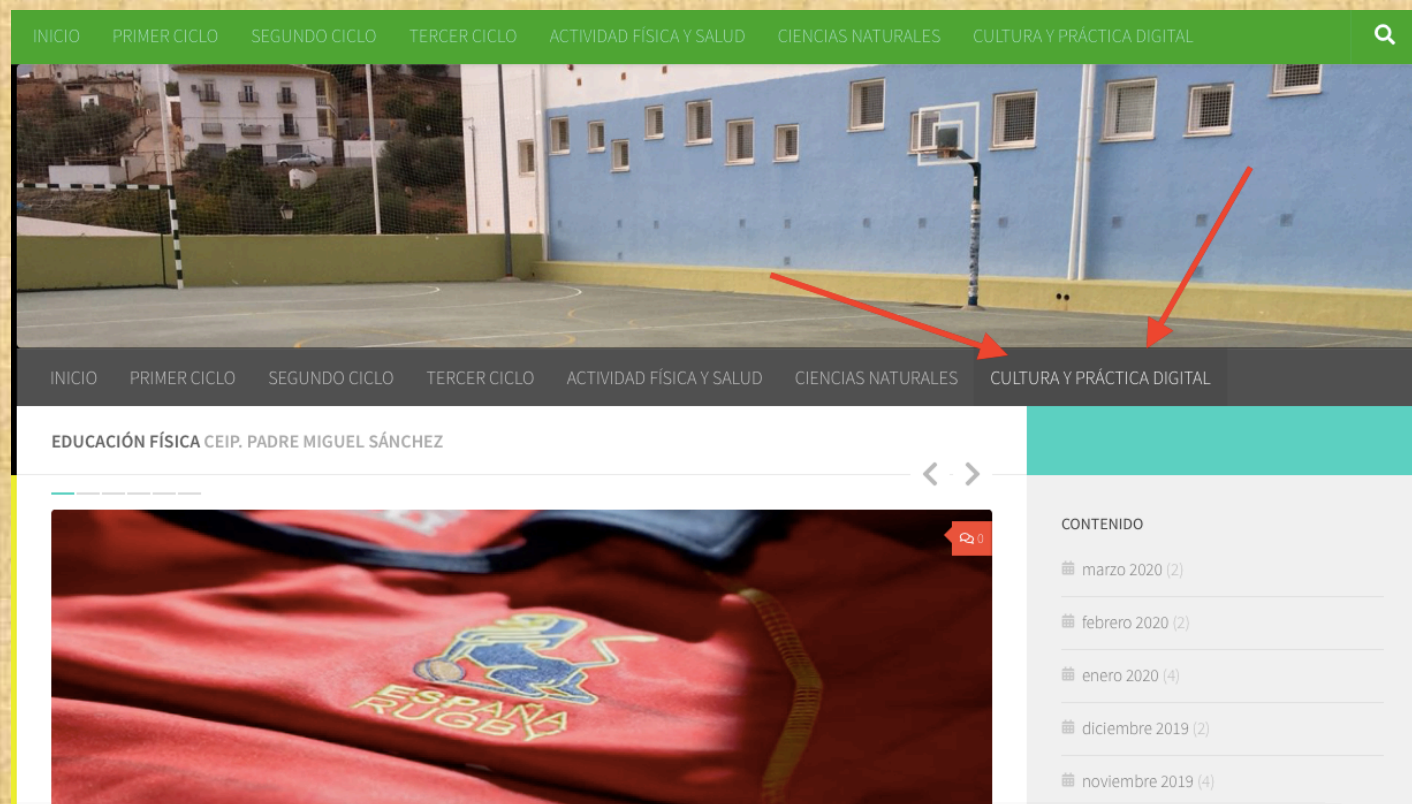 INICIO PRIMER CICLO SEGUNDO CICLO TERCER CICLO ACTIVIDAD FÍSICA Y SALUD CIENCIAS NATURALES CULTURA Y PRÁCTICA DIGITAL
INICIO PRIMER CICLO SEGUNDO CICLO TERCER CICLO ACTIVIDAD FÍSICA Y SALUD CIENCIAS NATURALES CULTURA Y PRÁCTICA DIGITAL
EDUCACIÓN FÍSICA CEIP. PADRE MIGUEL SÁNCHEZ
0
ESPAÑA
RUGBY
CONTENIDO
marzo 2020 (2)
febrero 2020 (2)
enero 2020 (4)
diciembre 2019 (2)
noviembre 2019 (4)